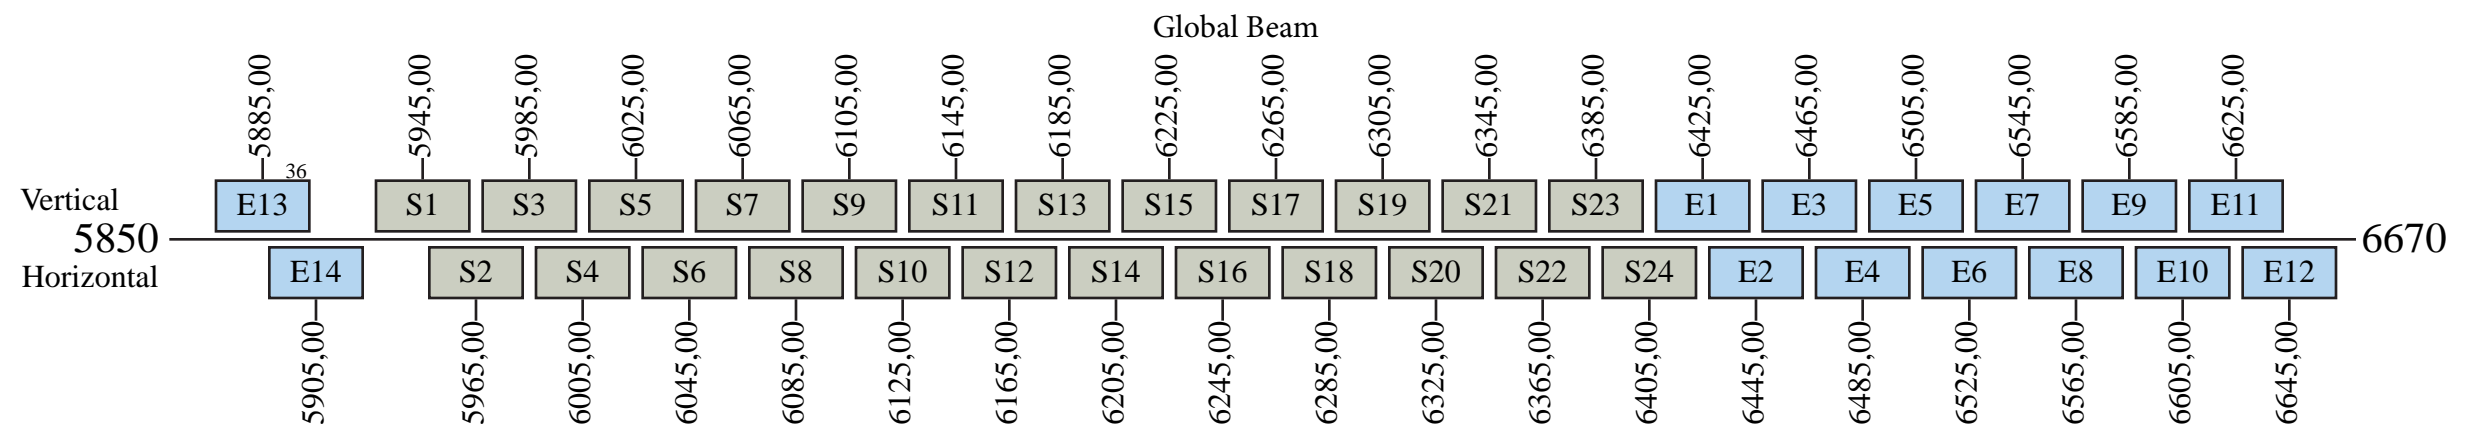 Global Beam
5885,00 5945,00 5985,00 6025,00 6065,00 6105,00 6145,00 6185,00 6225,00 6265,00 6305,00 6345,00 6385,00 6425,00 6465,00 6505,00 6545,00 6585,00 6625,00
36
Vertical E13 S1 S3 S5 S7 S9 S11 S13 S15 S17 S19 S21 S23 E1 E3 E5 E7 E9 E11
5850 6670
Horizontal E14 S2 S4 S6 S8 S10 S12 S14 S16 S18 S20 S22 S24 E2 E4 E6 E8 E10 E12
5905,00 5965,00 6005,00 6045,00 6085,00 6125,00 6165,00 6205,00 6245,00 6285,00 6325,00 6365,00 6405,00 6445,00 6485,00 6525,00 6565,00 6605,00 6645,00